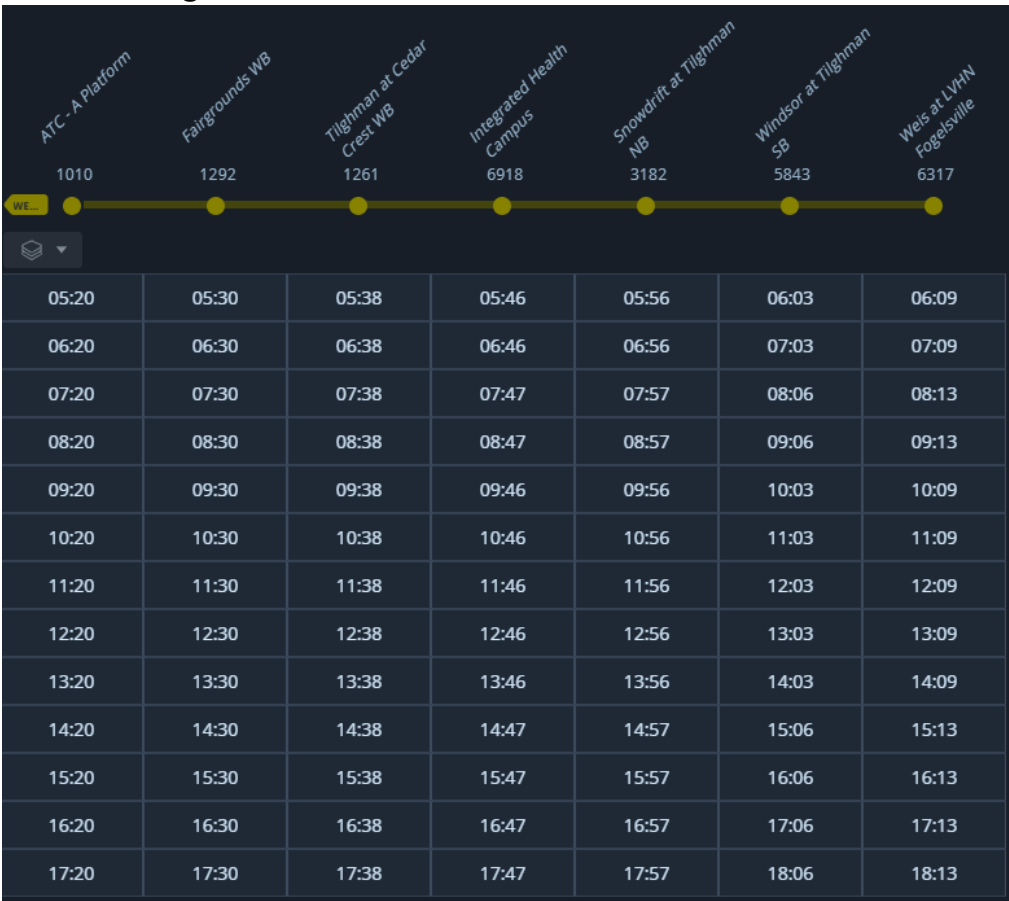 ATC - A Platform
Fairgrounds WB
Tilghman at Cedar
Crest WB
Integrated Health
Campus
Snowdrift at Tilghman
NB
Windsor at Tilghman
SB
Weis at LVHN
Fogelsville
1010 1292 1261 6918 3182 5843 6317
WE...
05:20 05:30 05:38 05:46 05:56 06:03 06:09
06:20 06:30 06:38 06:46 06:56 07:03 07:09
07:20 07:30 07:38 07:47 07:57 08:06 08:13
08:20 08:30 08:38 08:47 08:57 09:06 09:13
09:20 09:30 09:38 09:46 09:56 10:03 10:09
10:20 10:30 10:38 10:46 10:56 11:03 11:09
11:20 11:30 11:38 11:46 11:56 12:03 12:09
12:20 12:30 12:38 12:46 12:56 13:03 13:09
13:20 13:30 13:38 13:46 13:56 14:03 14:09
14:20 14:30 14:38 14:47 14:57 15:06 15:13
15:20 15:30 15:38 15:47 15:57 16:06 16:13
16:20 16:30 16:38 16:47 16:57 17:06 17:13
17:20 17:30 17:38 17:47 17:57 18:06 18:13